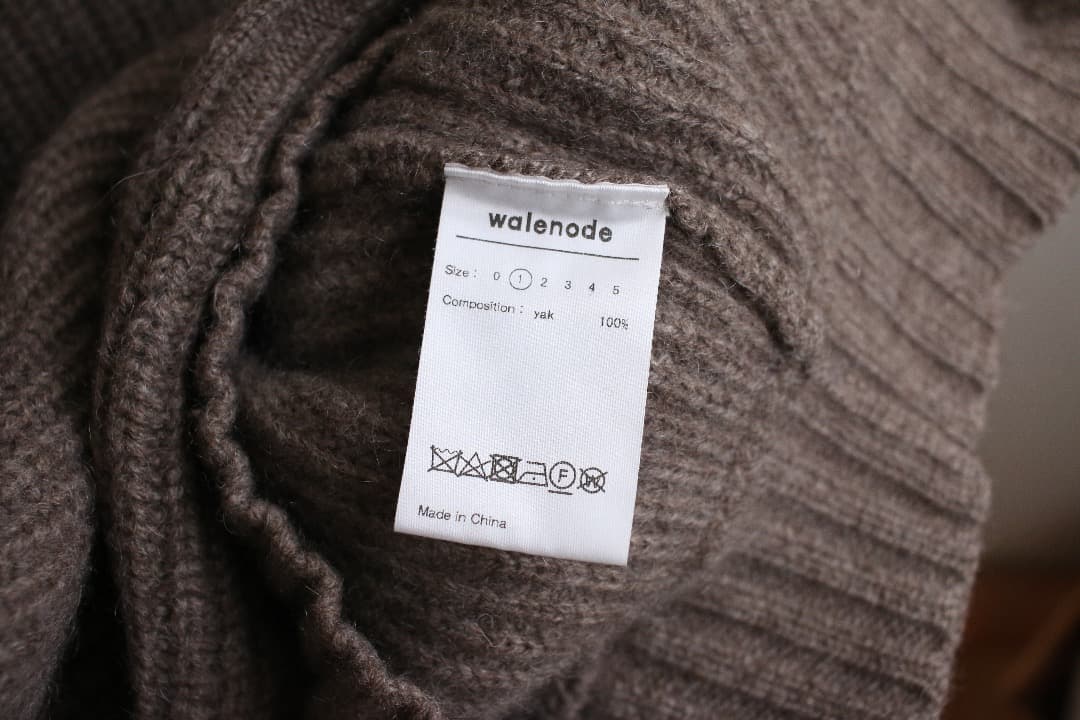 walenode
Size : 0 1 2 3 4 5
Composition : yak 100%
F W
Made in China